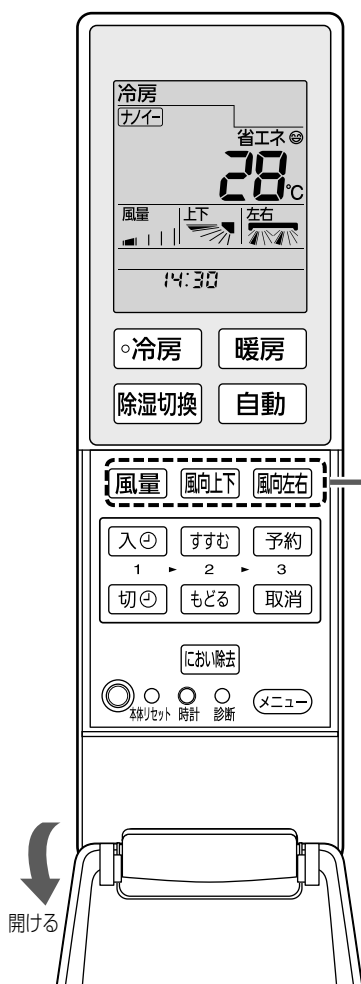 冷房
ナノイー
省エネ
28℃
風量 上下 左右
14:30
冷房 暖房
除湿切換 自動
風量 風向上下 風向左右
入 すすむ 予約
1 ► 2 ► 3
切 もどる 取消
におい除去
本体リセット 時計 診断 メニュー
開ける